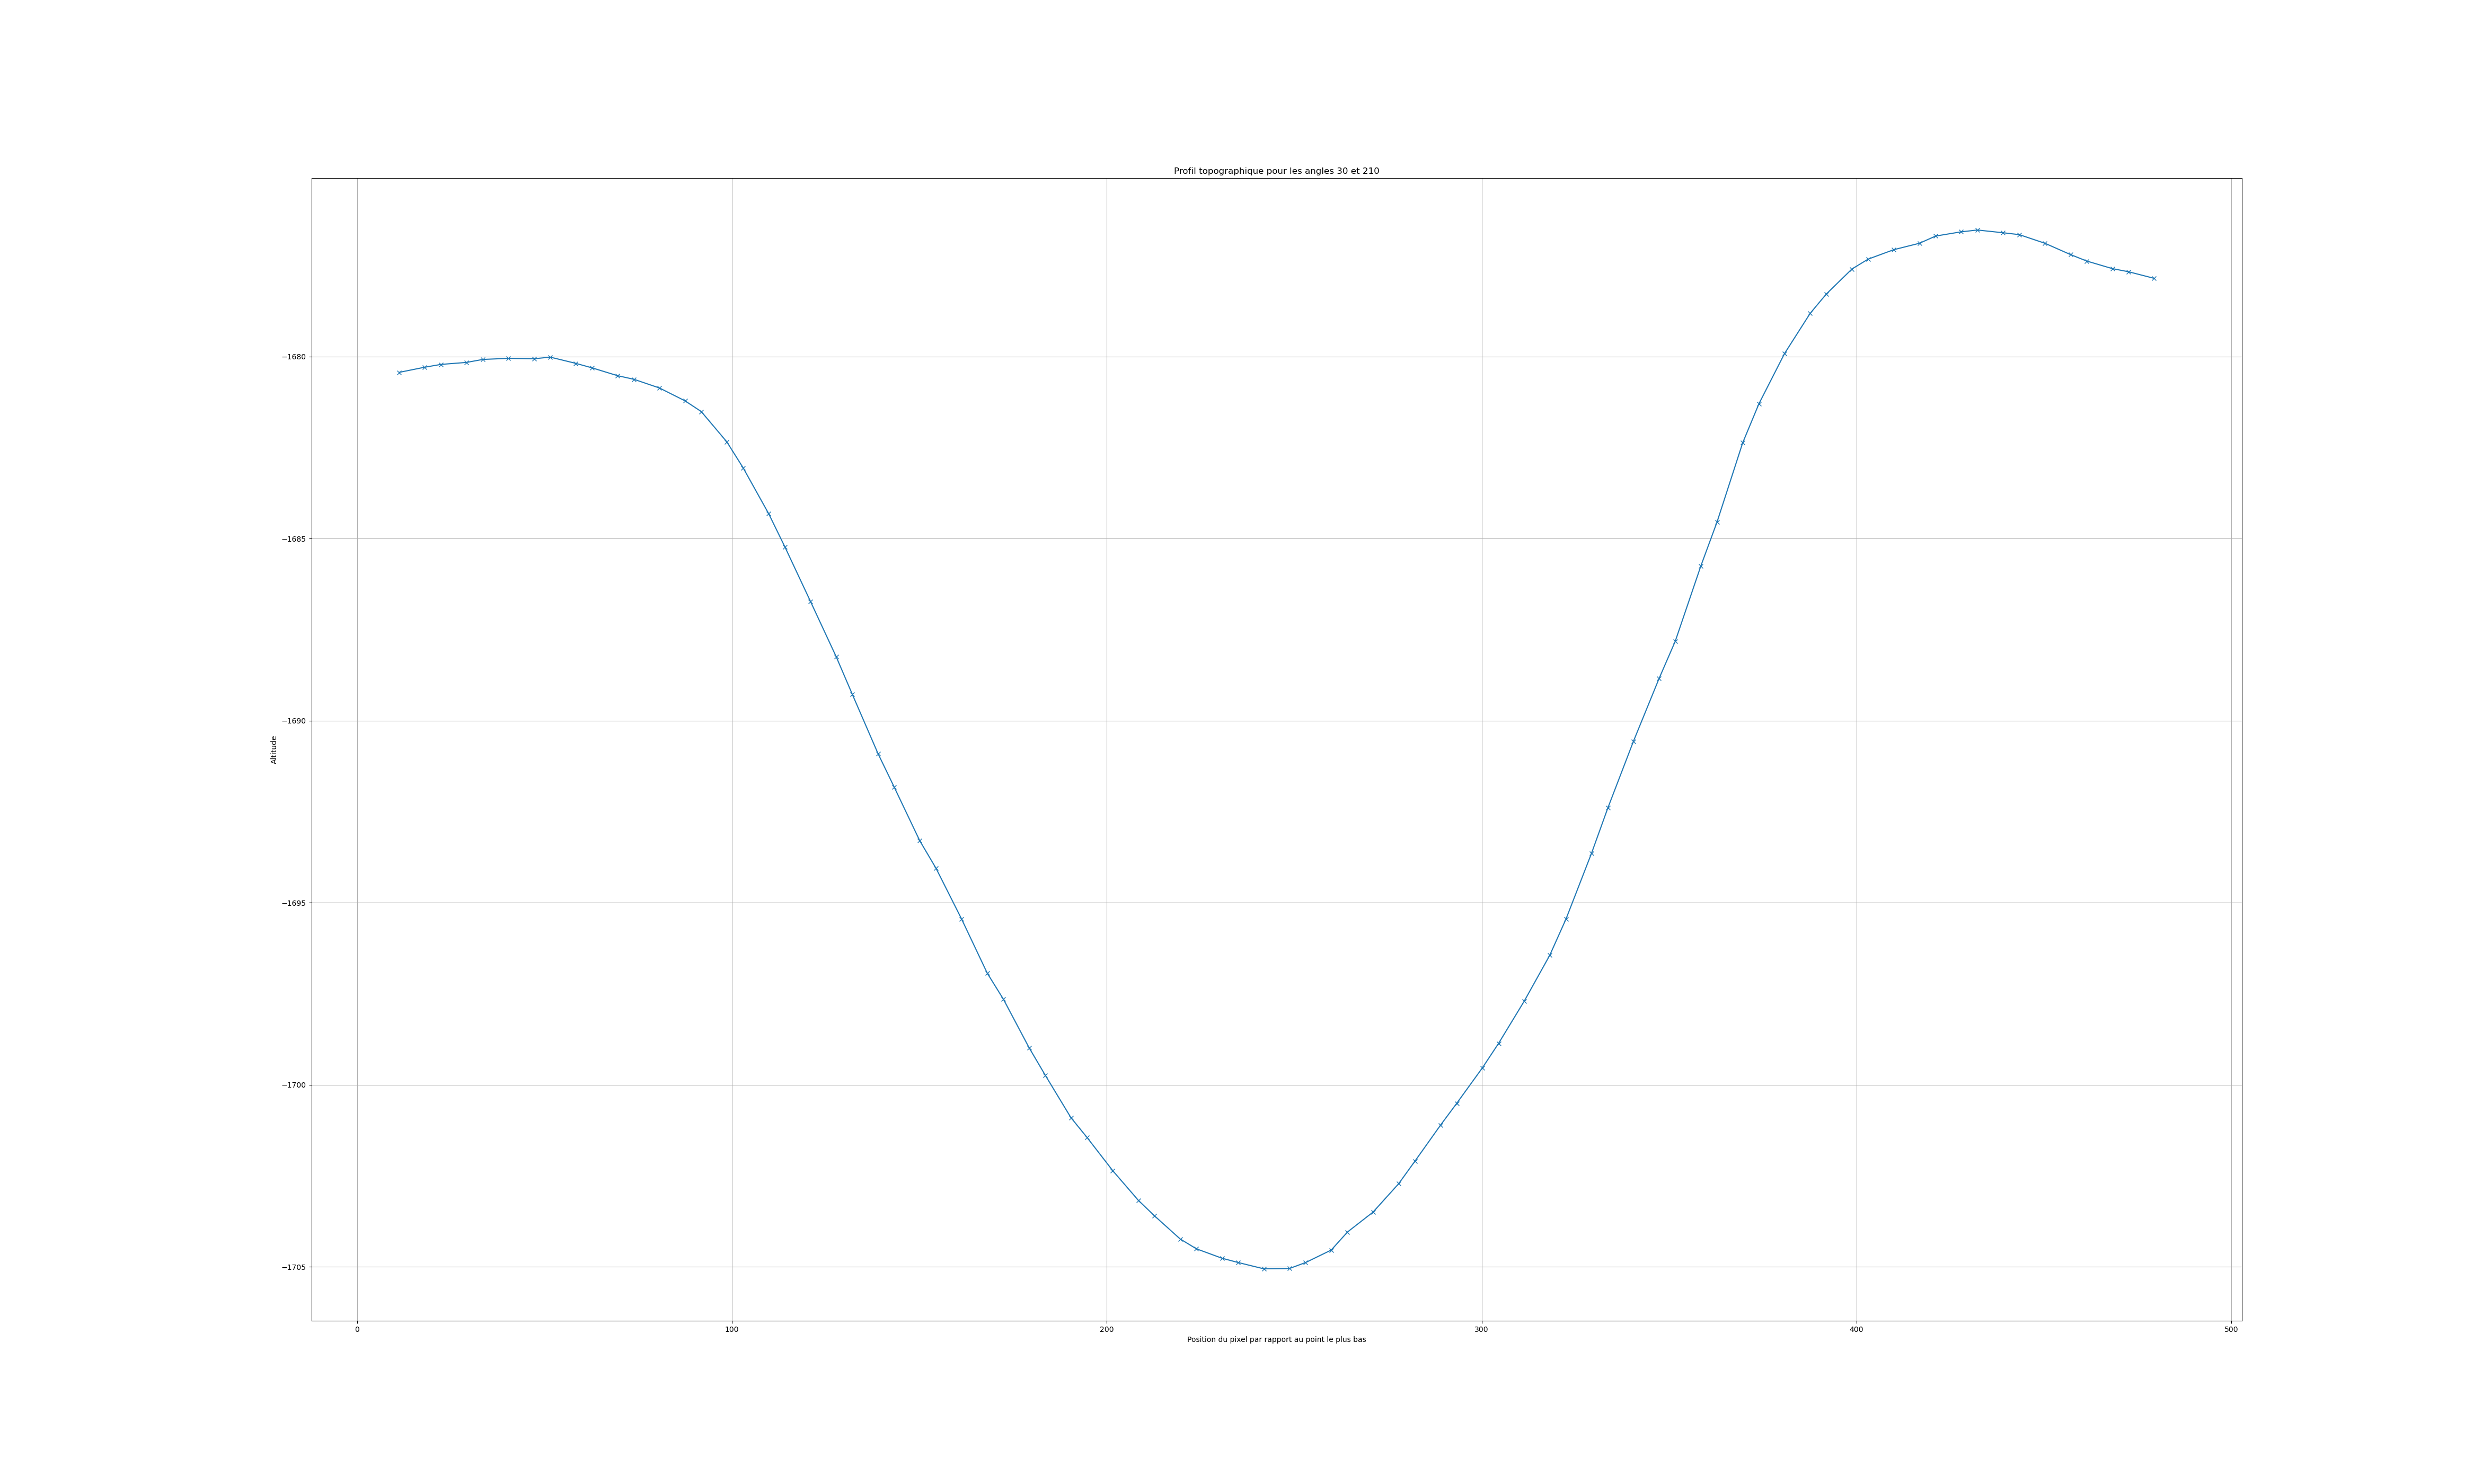 Profil topographique pour les angles 30 et 210
−1680
−1685
−1690
−1695
−1700
−1705
Altitude
0 100 200 300 400 500
Position du pixel par rapport au point le plus bas